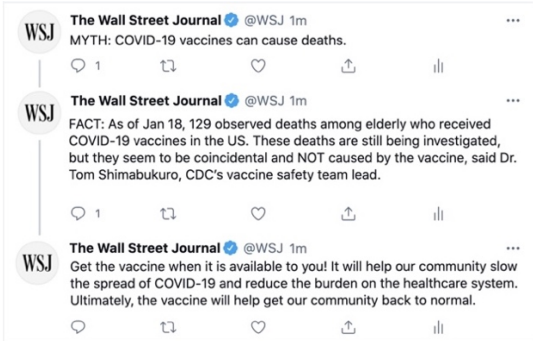 WSJ The Wall Street Journal @WSJ 1m
MYTH: COVID-19 vaccines can cause deaths.
1
WSJ The Wall Street Journal @WSJ 1m
FACT: As of Jan 18, 129 observed deaths among elderly who received
COVID-19 vaccines in the US. These deaths are still being investigated,
but they seem to be coincidental and NOT caused by the vaccine, said Dr.
Tom Shimabukuro, CDC's vaccine safety team lead.
1
WSJ The Wall Street Journal @WSJ 1m
Get the vaccine when it is available to you! It will help our community slow
the spread of COVID-19 and reduce the burden on the healthcare system.
Ultimately, the vaccine will help get our community back to normal.